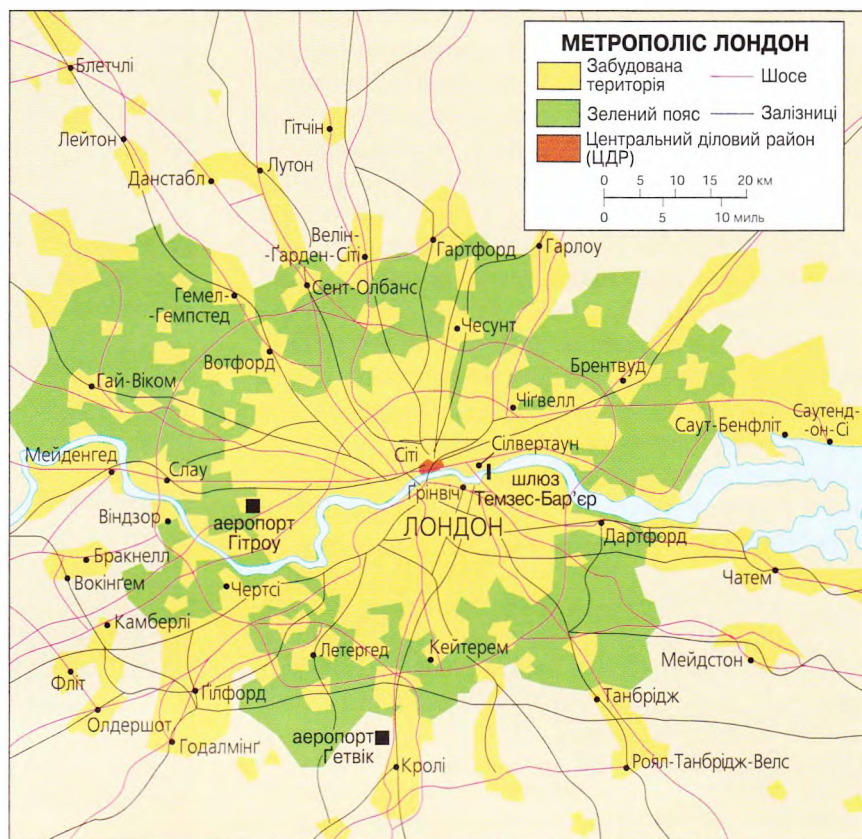 МЕТРОПОЛІС ЛОНДОН
Забудована
територія
Шосе
Зелений пояс
Залізниці
Центральний діловий район
(ЦДР)
0 5 10 15 20 км
0 5 10 миль
Блетчлі
Лейтон
Гітчін
Данстабл
Лутон
Велін-
-Ґарден-Сіті
Гартфорд
Гарлоу
Гемел-
-Гемпстед
Сент-Олбанс
Чесунт
Вотфорд
Брентвуд
Гай-Віком
Чіґвелл
Саут-Бенфліт
Саутенд-
-он-Сі
Мейденгед
Слау
Сіті
Сілвертаун
шлюз
Темзес-Бар'єр
Ґрінвіч
аеропорт
Гітроу
Віндзор
ЛОНДОН
Дартфорд
Бракнелл
Вокінґем
Чертсі
Чатем
Камберлі
Летергед
Кейтерем
Мейдстон
Фліт
Ґілфорд
Олдершот
Танбрідж
Годалмінґ
аеропорт
Ґетвік
Кролі
Роял-Танбрідж-Велс